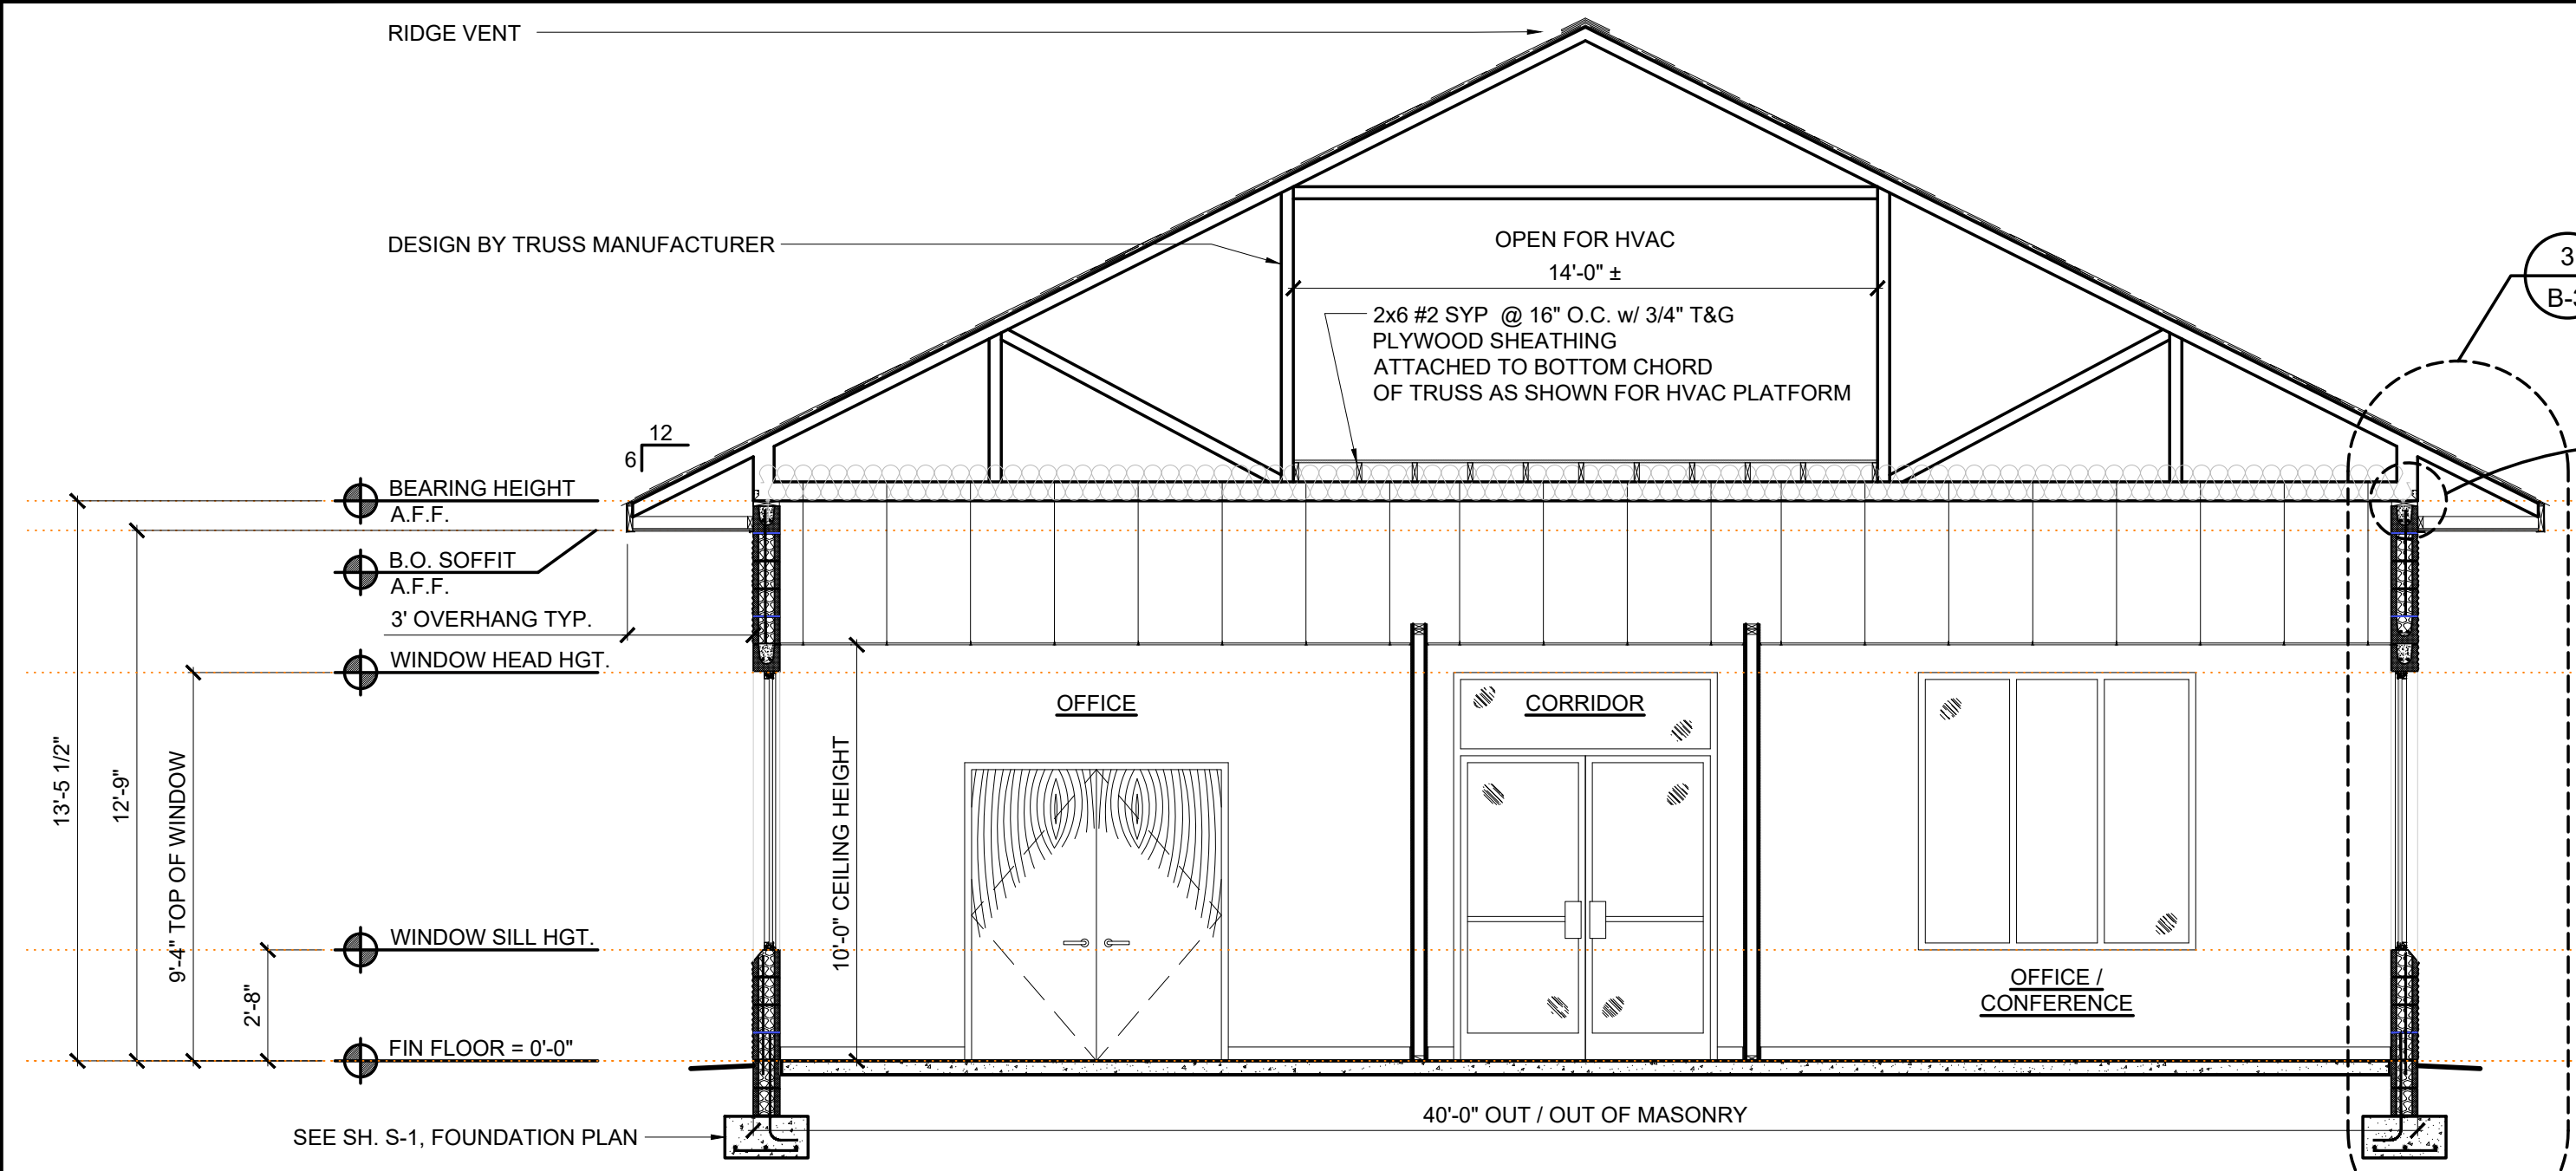 RIDGE VENT
DESIGN BY TRUSS MANUFACTURER
OPEN FOR HVAC
14'-0" ±
2x6 #2 SYP @ 16" O.C. w/ 3/4" T&G
PLYWOOD SHEATHING
ATTACHED TO BOTTOM CHORD
OF TRUSS AS SHOWN FOR HVAC PLATFORM
3
12
6
BEARING HEIGHT
A.F.F.
B.O. SOFFIT
A.F.F.
3' OVERHANG TYP.
WINDOW HEAD HGT.
OFFICE
CORRIDOR
13'-5 1/2"
12'-9"
9'-4" TOP OF WINDOW
2'-8"
10'-0" CEILING HEIGHT
WINDOW SILL HGT.
OFFICE /
CONFERENCE
FIN FLOOR = 0'-0"
40'-0" OUT / OUT OF MASONRY
SEE SH. S-1, FOUNDATION PLAN